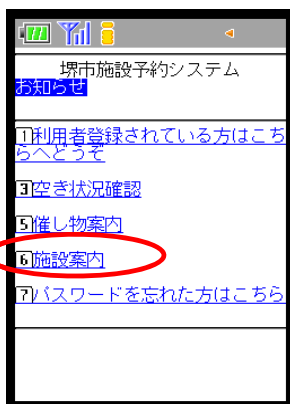 堺市施設予約システム
お知らせ
1利用者登録されている方はこち
らへどうぞ
3空き状況確認
5催し物案内
6施設案内
7パスワードを忘れた方はこちら